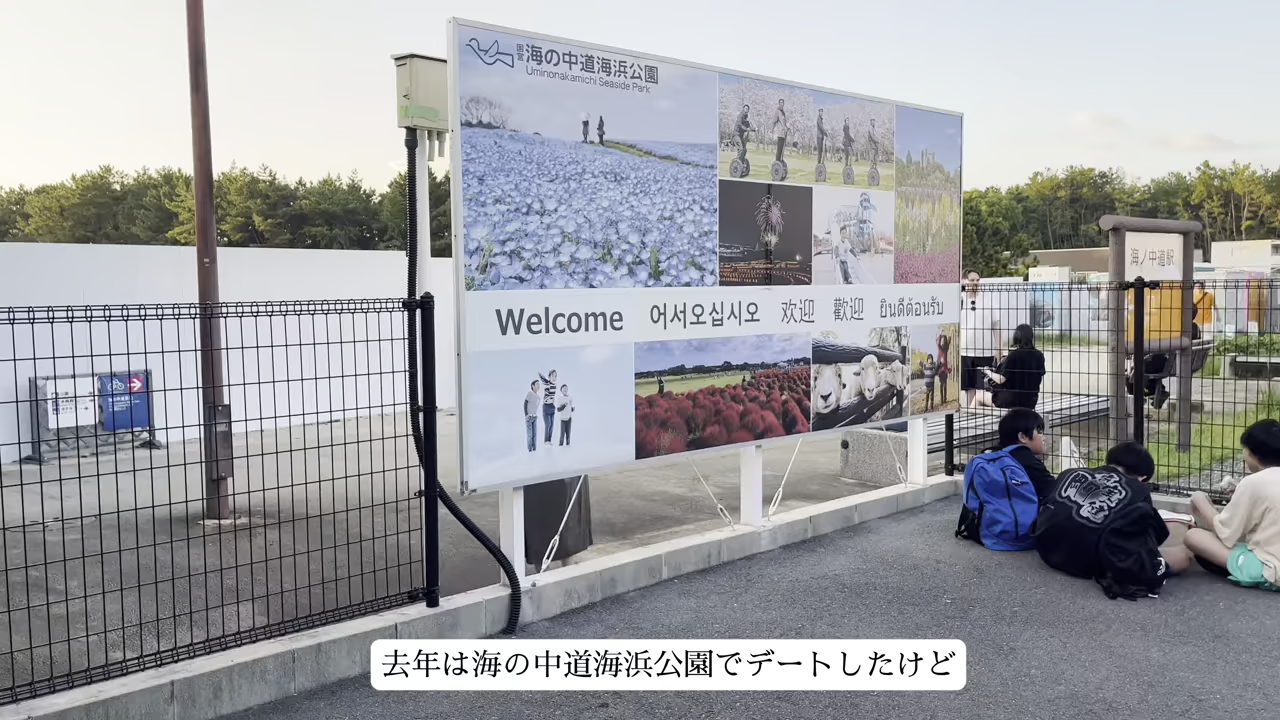 国営 海の中道海浜公園
Uminonakamichi Seaside Park
Welcome 어서오십시오 欢迎 歡迎 ยินดีต้อนรับ
海ノ中道駅
去年は海の中道海浜公園でデートしたけど